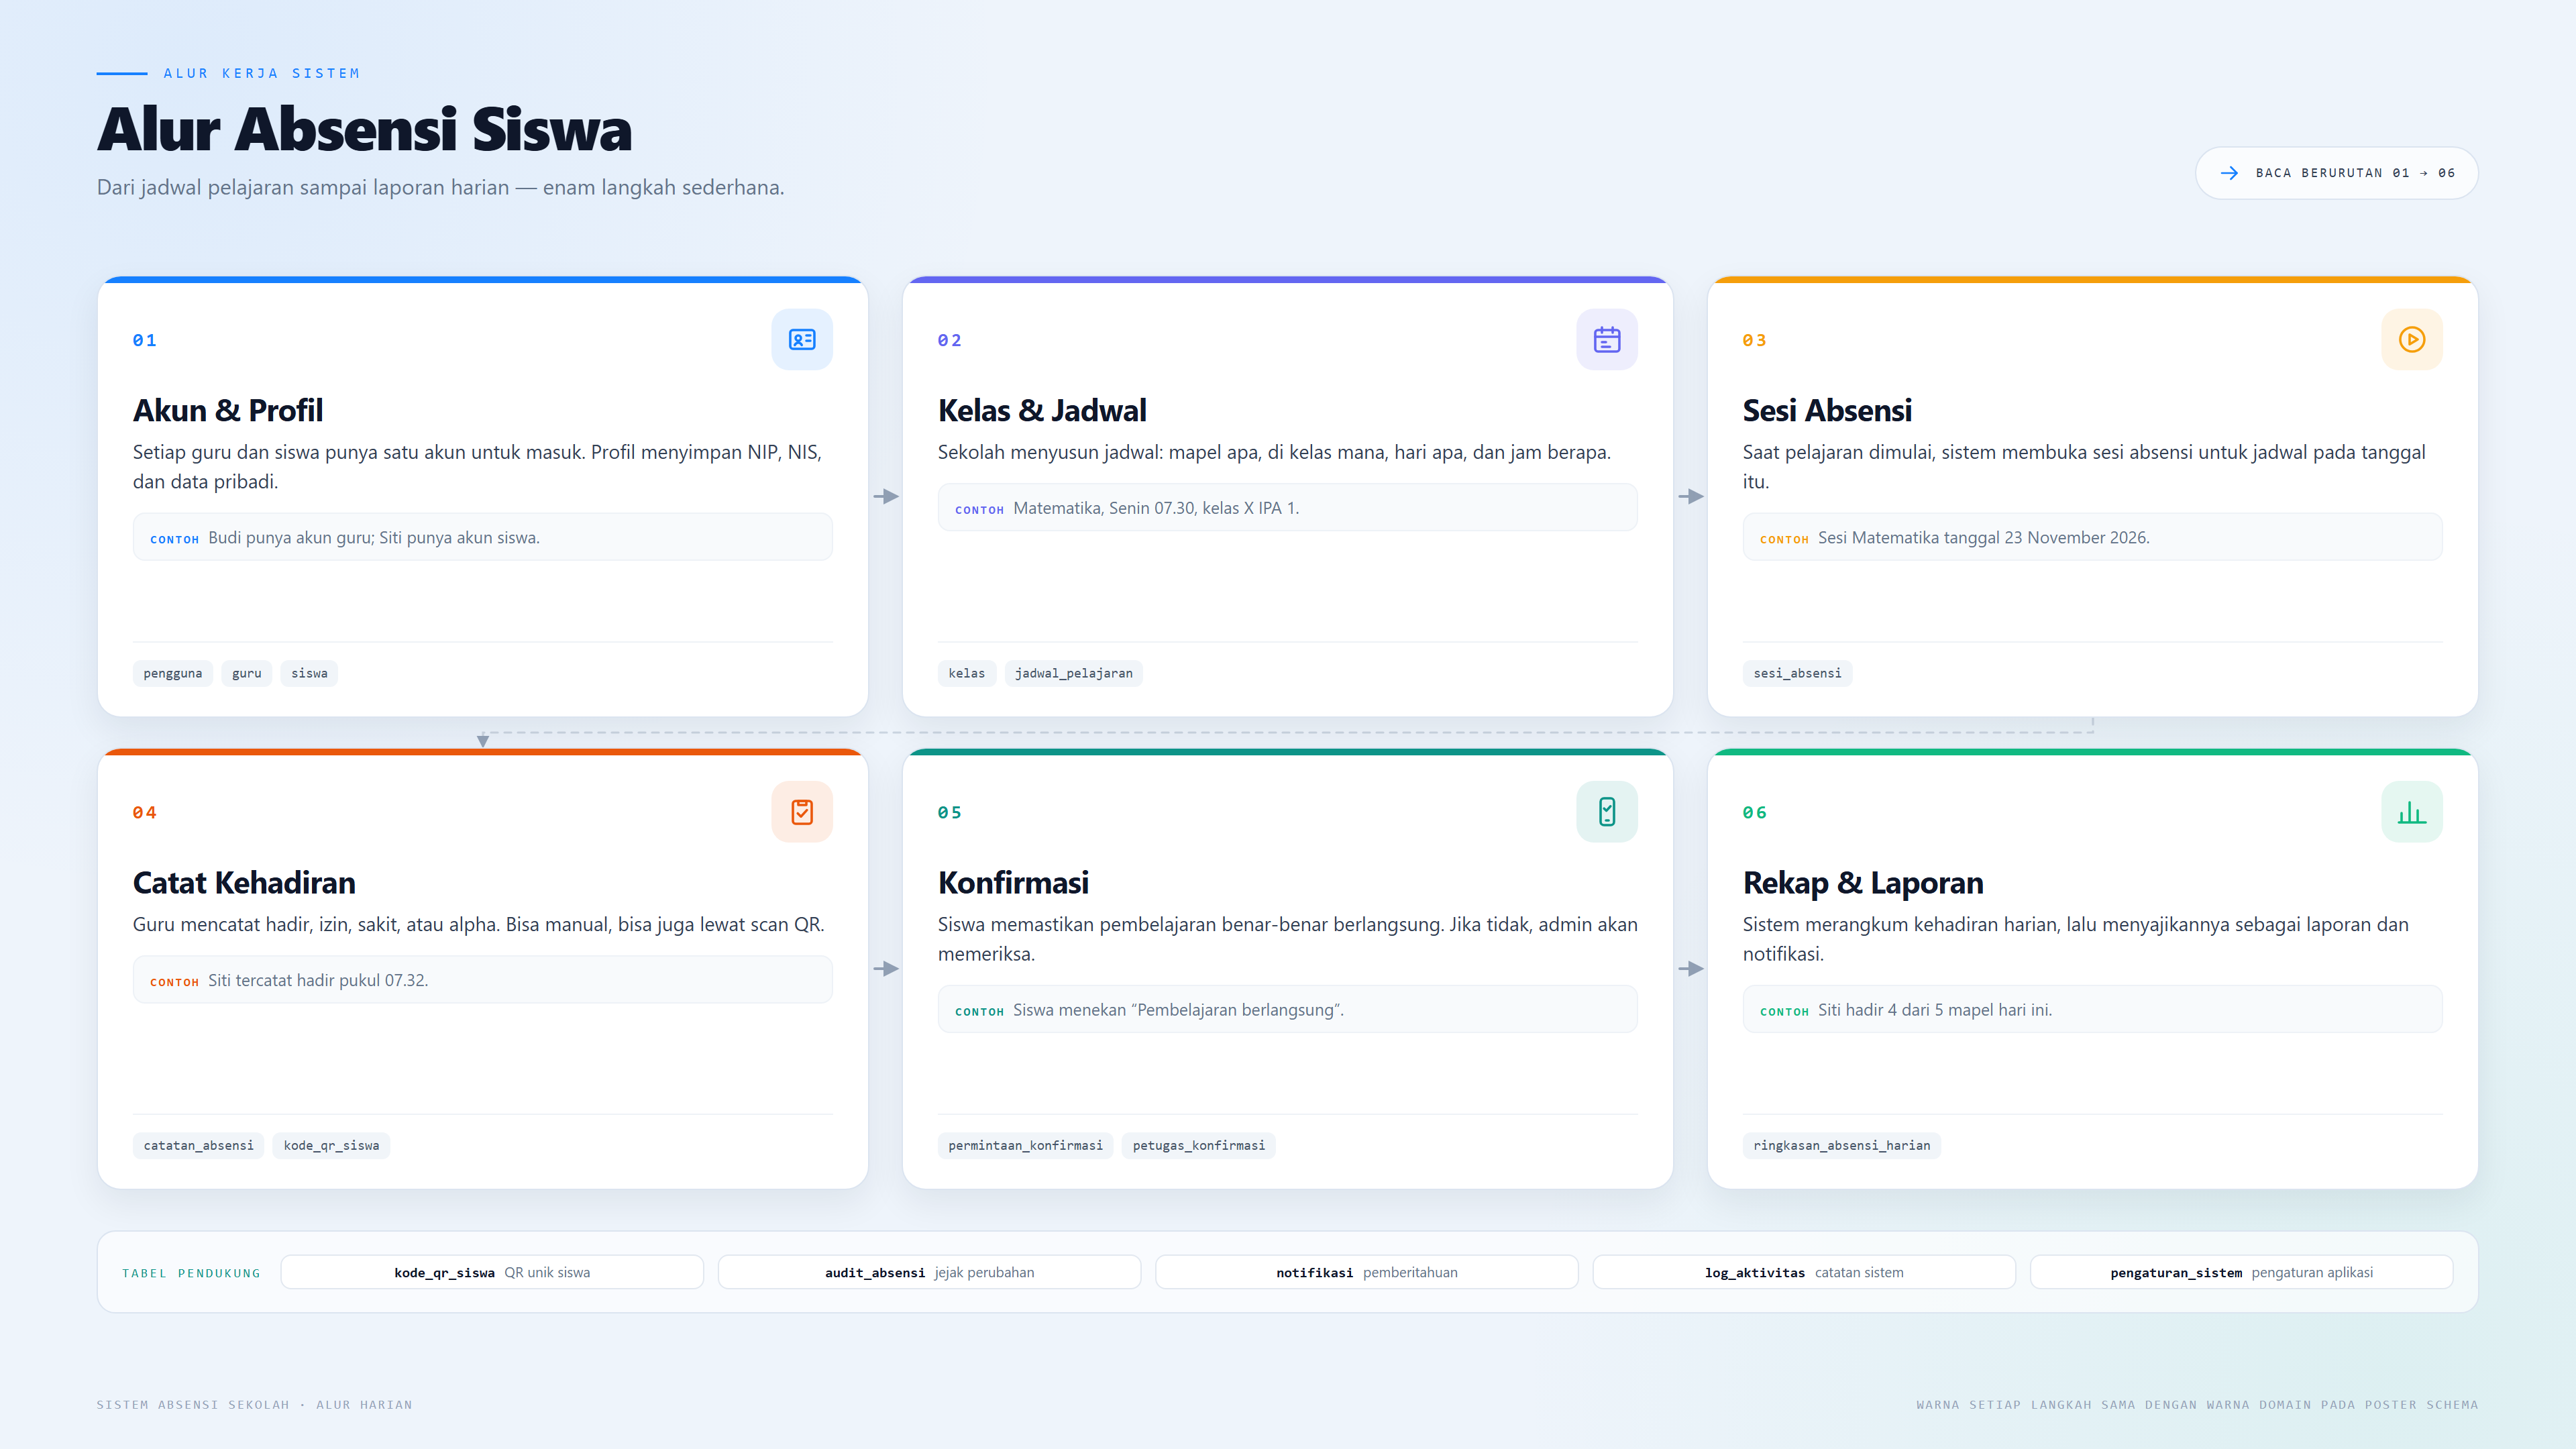 ALUR KERJA SISTEM
Alur Absensi Siswa
Dari jadwal pelajaran sampai laporan harian — enam langkah sederhana.
BACA BERURUTAN 01 → 06
01
Akun & Profil
Setiap guru dan siswa punya satu akun untuk masuk. Profil menyimpan NIP, NIS,
dan data pribadi.
CONTOH Budi punya akun guru; Siti punya akun siswa.
pengguna guru siswa
02
Kelas & Jadwal
Sekolah menyusun jadwal: mapel apa, di kelas mana, hari apa, dan jam berapa.
CONTOH Matematika, Senin 07.30, kelas X IPA 1.
kelas jadwal_pelajaran
03
Sesi Absensi
Saat pelajaran dimulai, sistem membuka sesi absensi untuk jadwal pada tanggal
itu.
CONTOH Sesi Matematika tanggal 23 November 2026.
sesi_absensi
04
Catat Kehadiran
Guru mencatat hadir, izin, sakit, atau alpha. Bisa manual, bisa juga lewat scan QR.
CONTOH Siti tercatat hadir pukul 07.32.
catatan_absensi kode_qr_siswa
05
Konfirmasi
Siswa memastikan pembelajaran benar-benar berlangsung. Jika tidak, admin akan
memeriksa.
CONTOH Siswa menekan “Pembelajaran berlangsung”.
permintaan_konfirmasi petugas_konfirmasi
06
Rekap & Laporan
Sistem merangkum kehadiran harian, lalu menyajikannya sebagai laporan dan
notifikasi.
CONTOH Siti hadir 4 dari 5 mapel hari ini.
ringkasan_absensi_harian
TABEL PENDUKUNG
kode_qr_siswa QR unik siswa
audit_absensi jejak perubahan
notifikasi pemberitahuan
log_aktivitas catatan sistem
pengaturan_sistem pengaturan aplikasi
SISTEM ABSENSI SEKOLAH · ALUR HARIAN
WARNA SETIAP LANGKAH SAMA DENGAN WARNA DOMAIN PADA POSTER SCHEMA